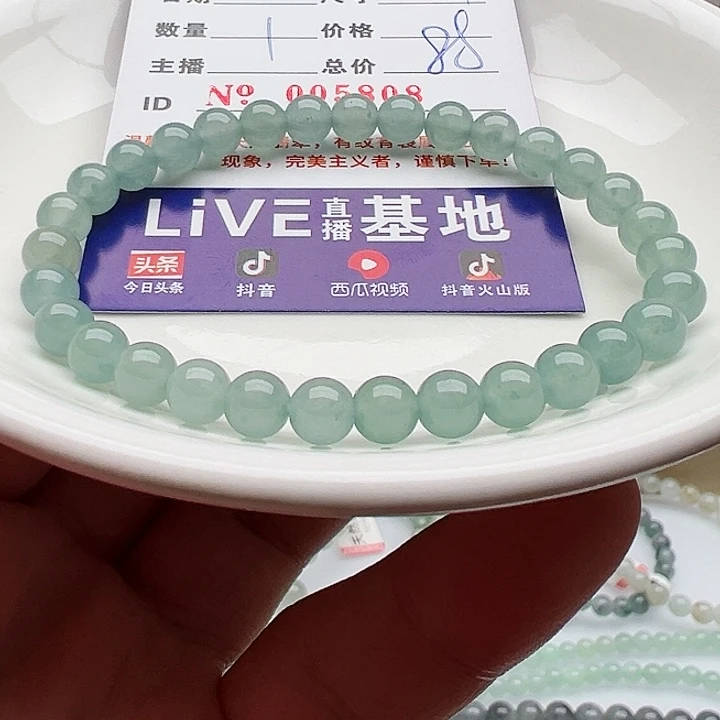 数量 1 价格
主播 总价 88
ID Nº 005808
现象，完美主义者，谨慎下车！
LiVE 直播 基地
头条
今日头条 抖音 西瓜视频 抖音火山版